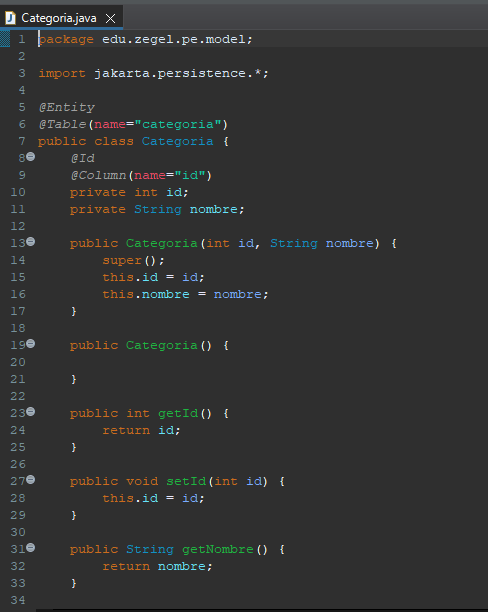 Categoria.java
1 package edu.zegel.pe.model;
2
3 import jakarta.persistence.*;
4
5 @Entity
6 @Table(name="categoria")
7 public class Categoria {
8     @Id
9     @Column(name="id")
10     private int id;
11     private String nombre;
12
13     public Categoria(int id, String nombre) {
14         super();
15         this.id = id;
16         this.nombre = nombre;
17     }
18
19     public Categoria() {
20
21     }
22
23     public int getId() {
24         return id;
25     }
26
27     public void setId(int id) {
28         this.id = id;
29     }
30
31     public String getNombre() {
32         return nombre;
33     }
34